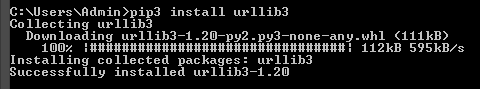 C:\Users\Admin>pip3 install urllib3
Collecting urllib3
  Downloading urllib3-1.20-py2.py3-none-any.whl (111kB)
    100% |################################| 112kB 595kB/s
Installing collected packages: urllib3
Successfully installed urllib3-1.20